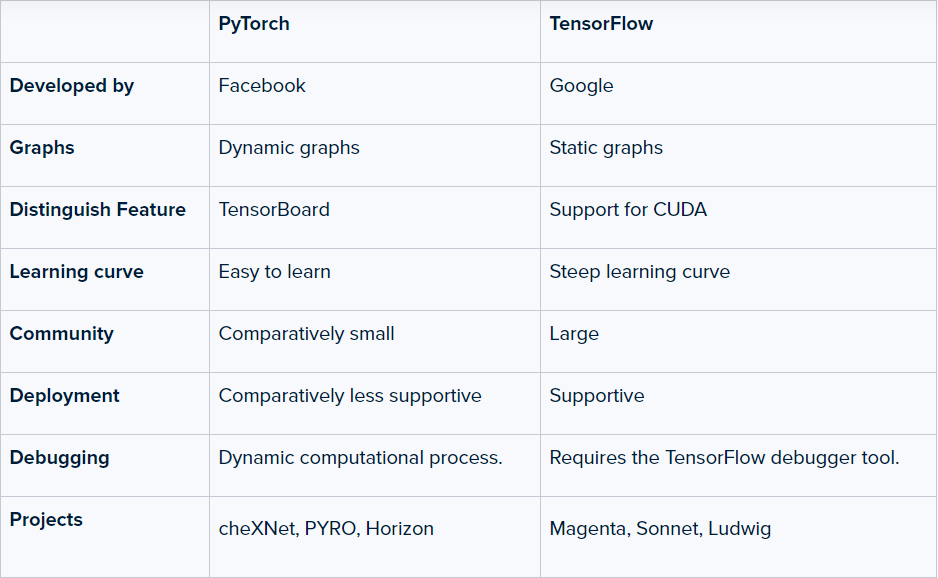 PyTorch TensorFlow
Developed by Facebook Google
Graphs Dynamic graphs Static graphs
Distinguish Feature TensorBoard Support for CUDA
Learning curve Easy to learn Steep learning curve
Community Comparatively small Large
Deployment Comparatively less supportive Supportive
Debugging Dynamic computational process. Requires the TensorFlow debugger tool.
Projects cheXNet, PYRO, Horizon Magenta, Sonnet, Ludwig